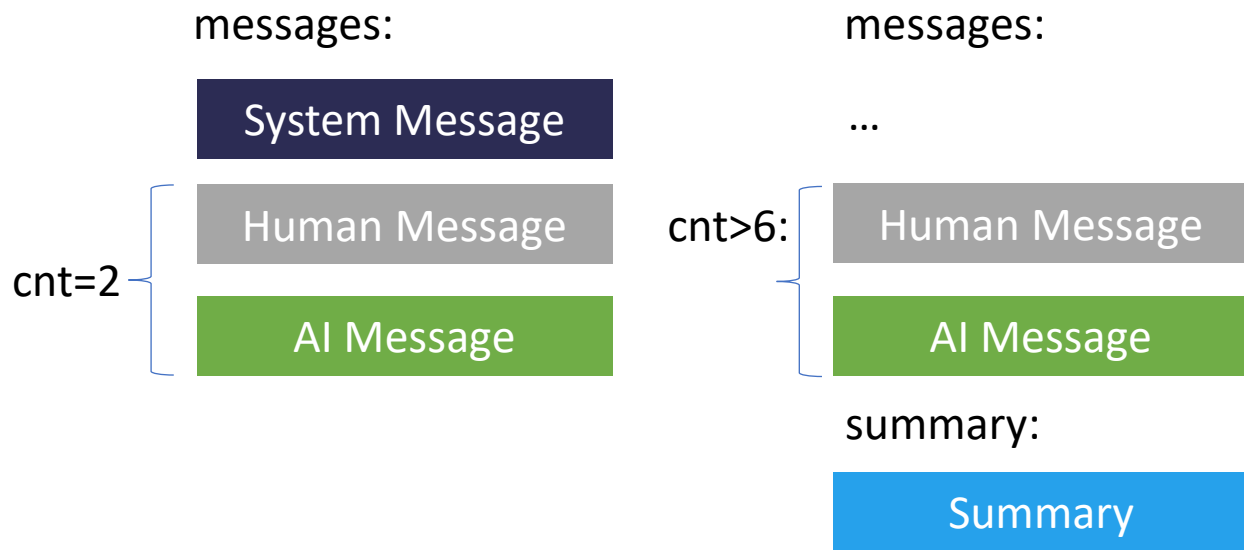 messages:
System Message
Human Message
cnt=2
AI Message
messages:
...
cnt>6:
Human Message
AI Message
summary:
Summary